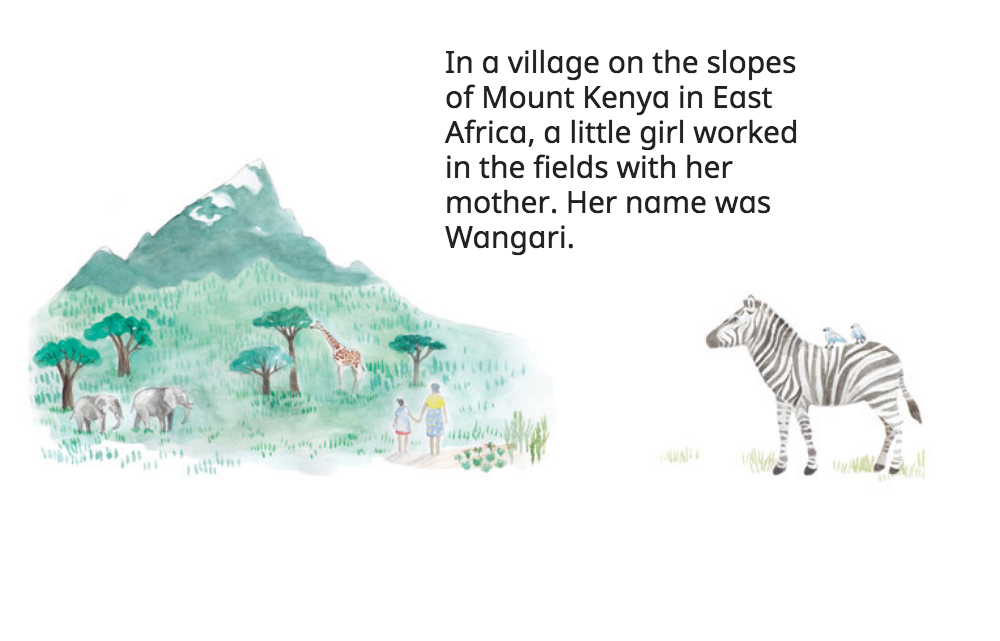 In a village on the slopes
of Mount Kenya in East
Africa, a little girl worked
in the fields with her
mother. Her name was
Wangari.